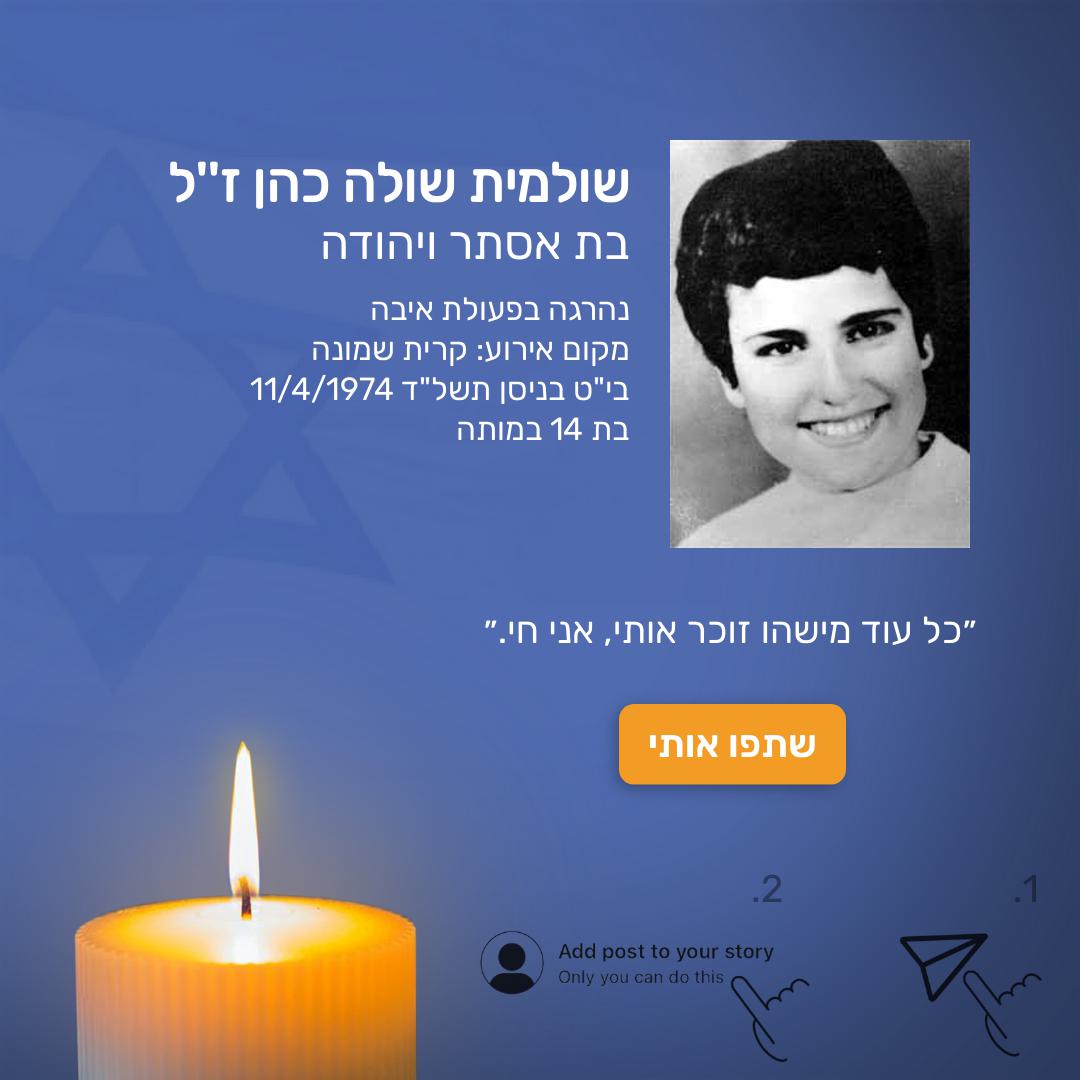 שולמית שולה כהן ז"ל
בת אסתר ויהודה
נהרגה בפעולת איבה
מקום אירוע: קרית שמונה
בי"ט בניסן תשל"ד 11/4/1974
בת 14 במותה
״כל עוד מישהו זוכר אותי, אני חי.״
שתפו אותי
1.
2.
Add post to your story
Only you can do this